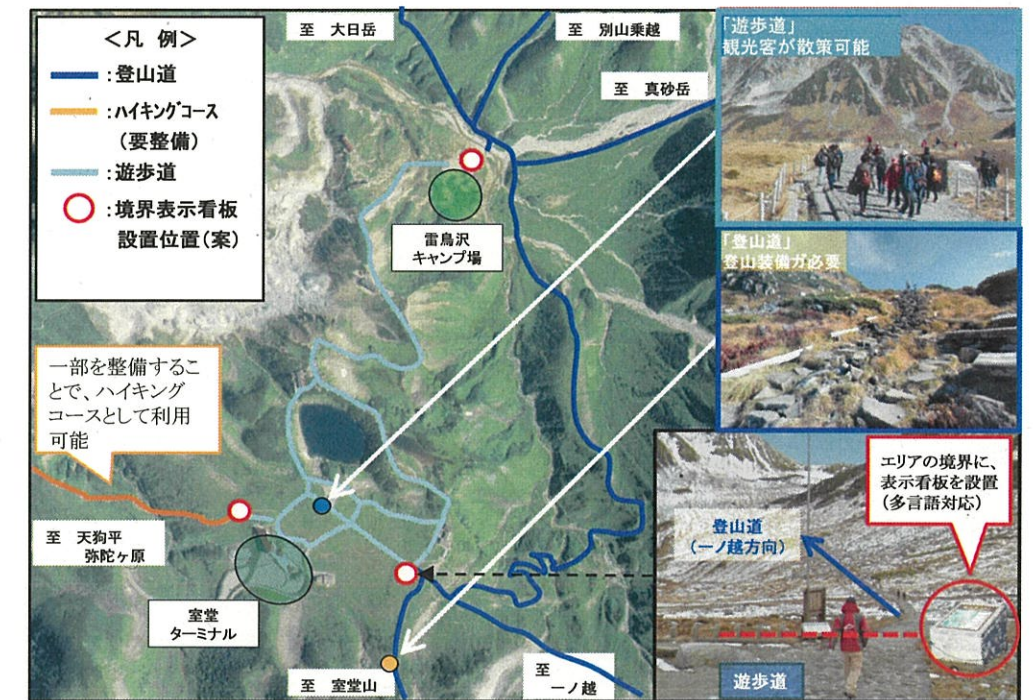 <凡 例>
:登山道
:ハイキングコース
(要整備)
:遊歩道
:境界表示看板
設置位置(案)
至 大日岳
至 別山乗越
至 真砂岳
「遊歩道」
観光客が散策可能
雷鳥沢
キャンプ場
「登山道」
登山装備が必要
一部を整備するこ
とで、ハイキング
コースとして利用
可能
至 天狗平
弥陀ヶ原
室堂
ターミナル
至 室堂山
至
一ノ越
エリアの境界に、
表示看板を設置
(多言語対応)
登山道
(一ノ越方向)
遊歩道